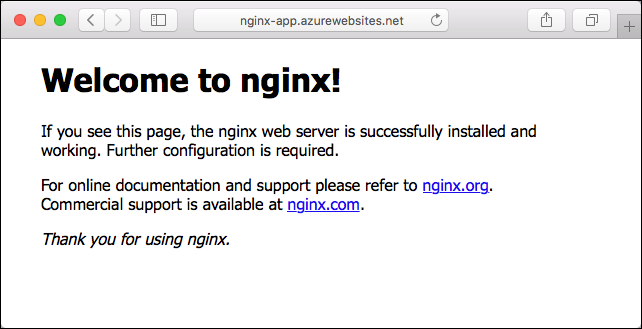 nginx-app.azurewebsites.net
Welcome to nginx!
If you see this page, the nginx web server is successfully installed and
working. Further configuration is required.
For online documentation and support please refer to nginx.org.
Commercial support is available at nginx.com.
Thank you for using nginx.